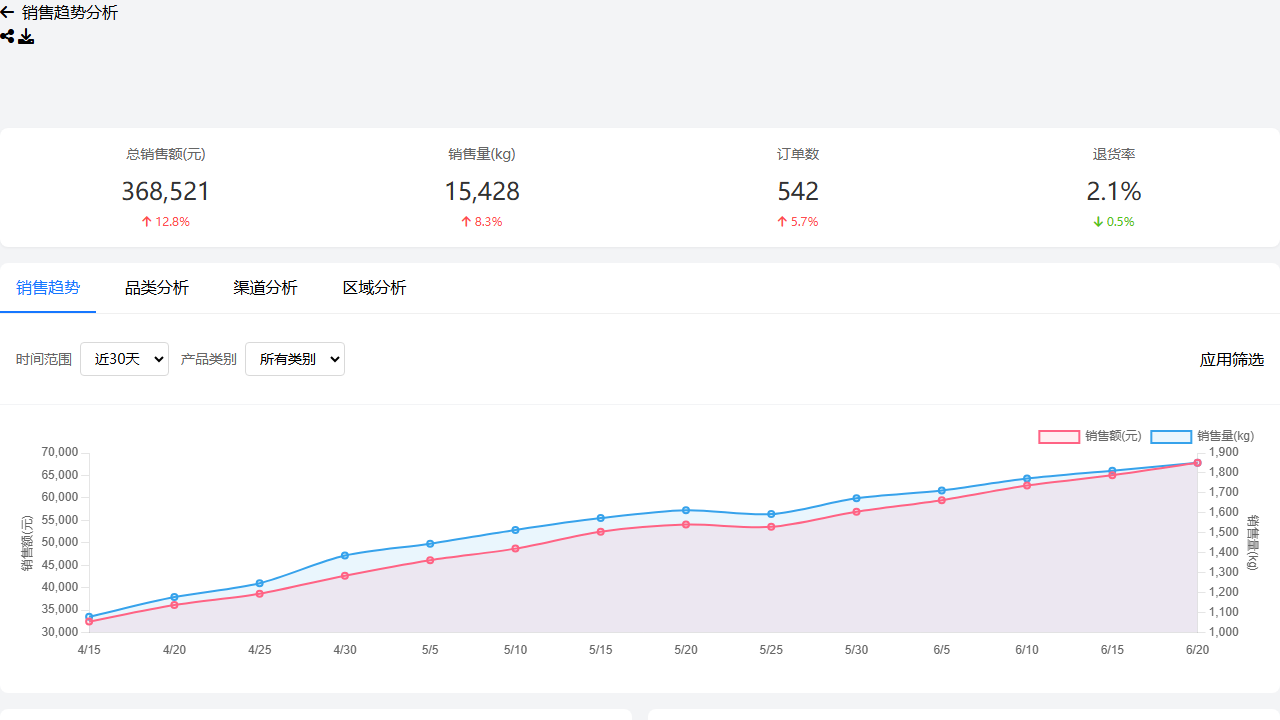 销售趋势分析
总销售额(元) 销售量(kg) 订单数 退货率
368,521 15,428 542 2.1%
12.8% 8.3% 5.7% 0.5%
销售趋势 品类分析 渠道分析 区域分析
时间范围 近30天 产品类别 所有类别 应用筛选
销售额(元) 销售量(kg)
70,000 1,900
65,000 1,800
60,000 1,700
55,000 1,600
50,000 1,500
45,000 1,400
40,000 1,300
35,000 1,200
30,000 1,100
1,000
销售额(元)
销售量(kg)
4/15 4/20 4/25 4/30 5/5 5/10 5/15 5/20 5/25 5/30 6/5 6/10 6/15 6/20